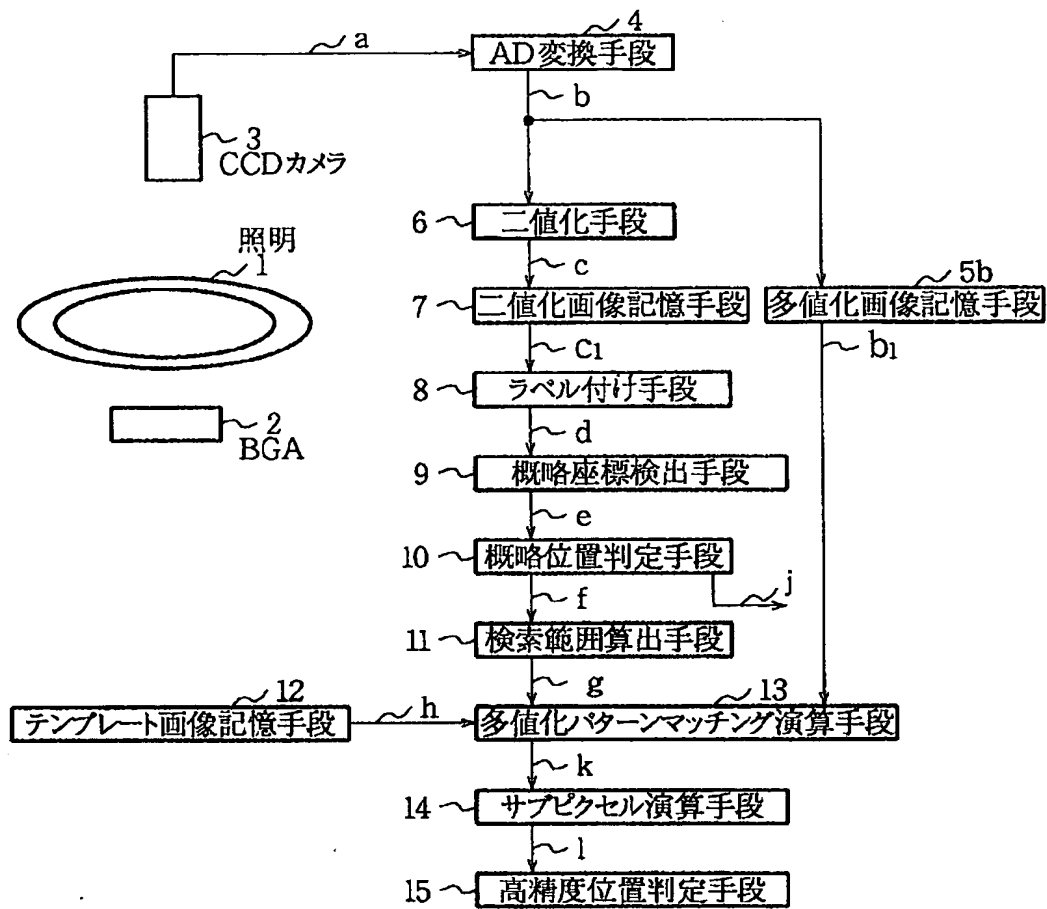 a
4
AD変換手段
b
3
CCDカメラ
6
二値化手段
照明
1
c
5b
7
二値化画像記憶手段
多値化画像記憶手段
c1
b1
8
ラベル付け手段
2
BGA
d
9
概略座標検出手段
e
10
概略位置判定手段
j
f
11
検索範囲算出手段
12
g
13
テンプレート画像記憶手段
h
多値化パターンマッチング演算手段
k
14
サブピクセル演算手段
l
15
高精度位置判定手段